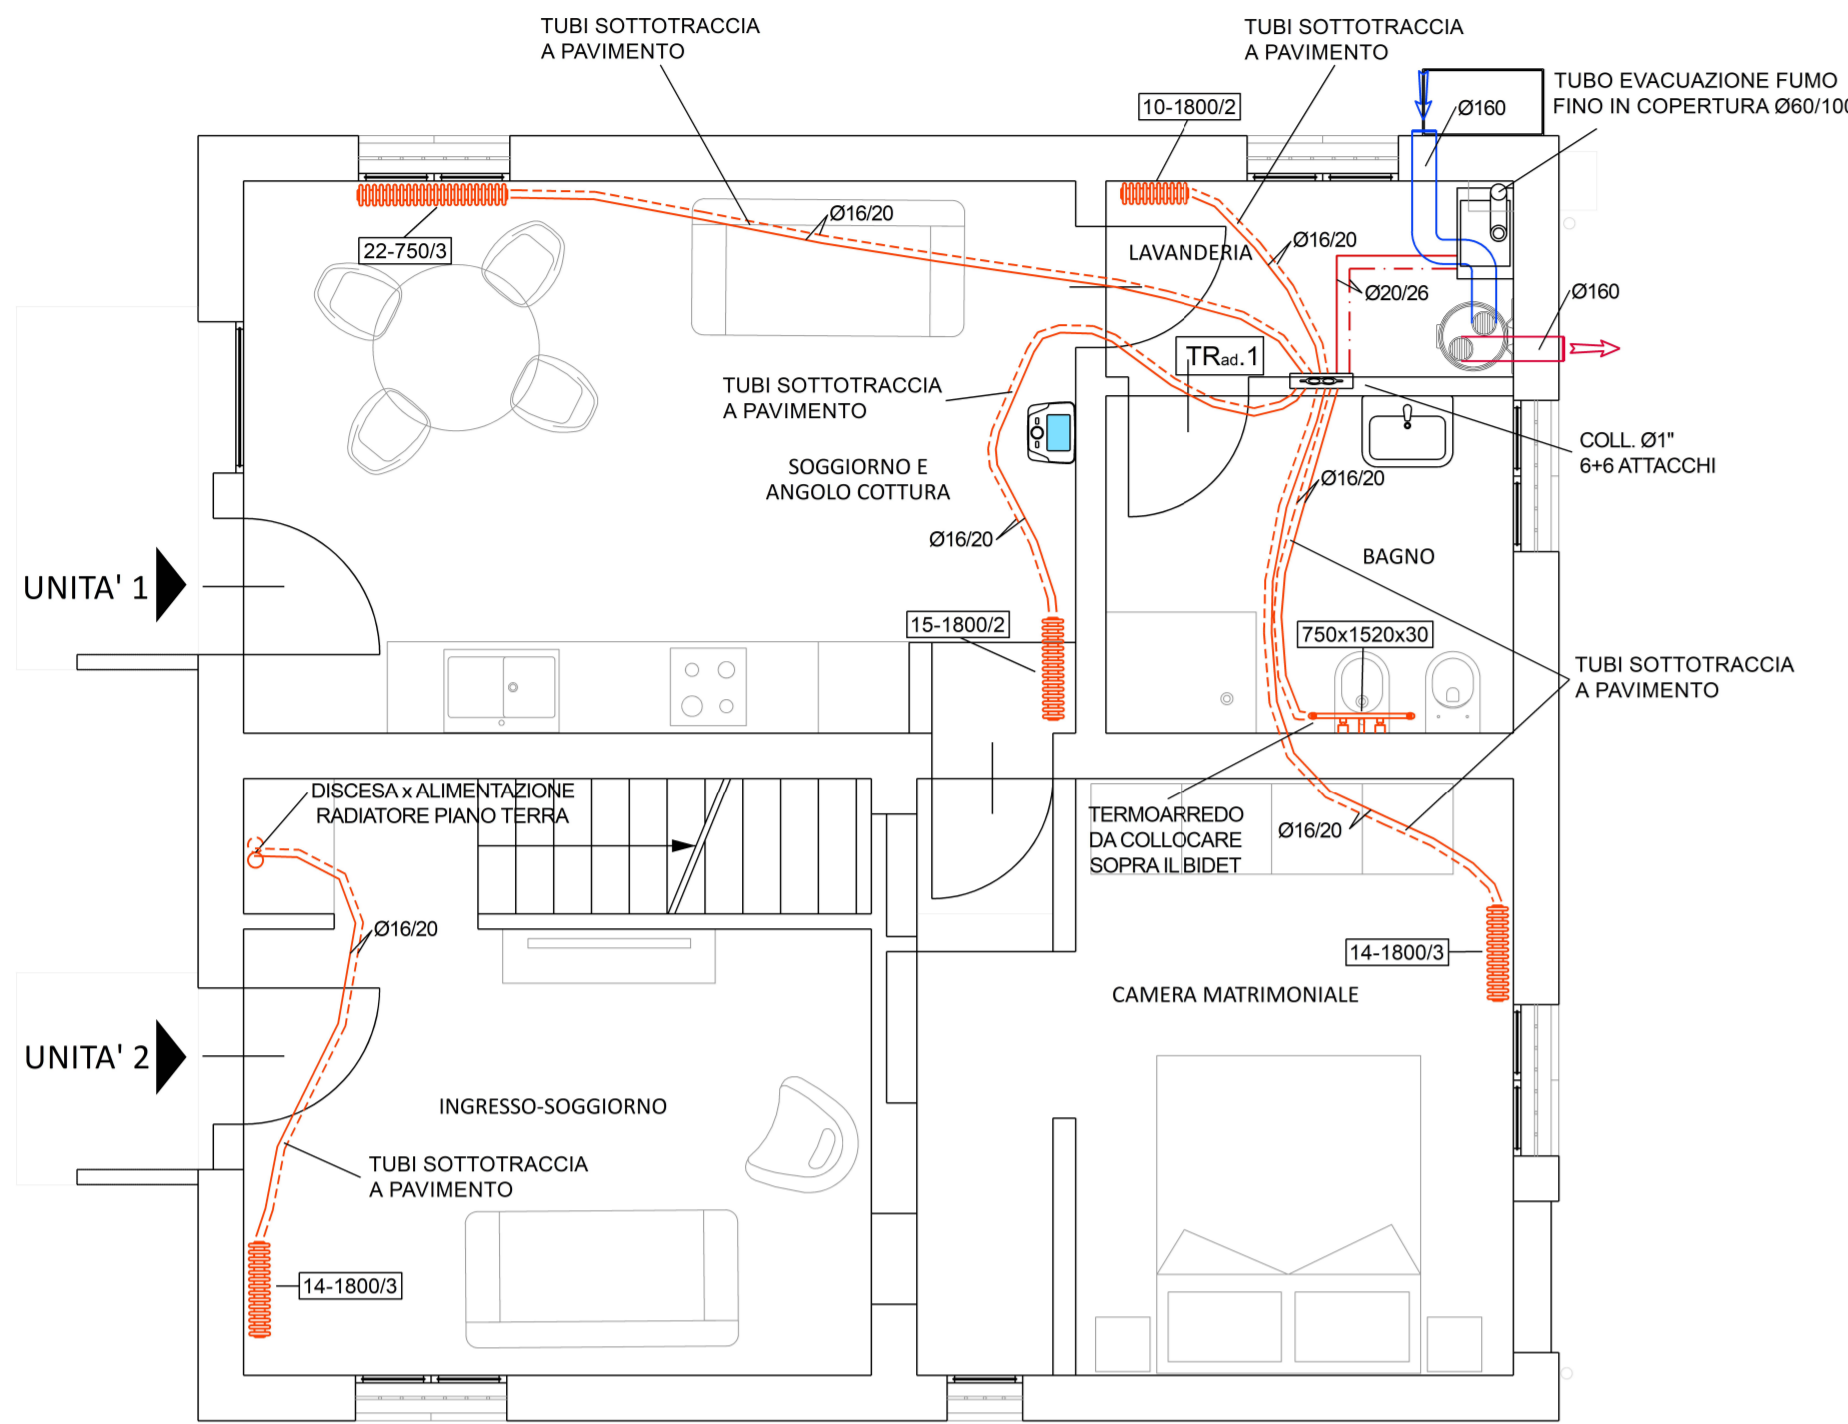 TUBI SOTTOTRACCIA
A PAVIMENTO
TUBI SOTTOTRACCIA
A PAVIMENTO
TUBO EVACUAZIONE FUMO
FINO IN COPERTURA Ø60/100
10-1800/2
Ø160
22-750/3
Ø16/20
LAVANDERIA
Ø16/20
Ø20/26
Ø160
TRad.1
TUBI SOTTOTRACCIA
A PAVIMENTO
COLL. Ø1"
6+6 ATTACCHI
SOGGIORNO E
ANGOLO COTTURA
Ø16/20
Ø16/20
BAGNO
UNITA' 1
15-1800/2
750x1520x30
TUBI SOTTOTRACCIA
A PAVIMENTO
DISCESA x ALIMENTAZIONE
RADIATORE PIANO TERRA
TERMOARREDO
DA COLLOCARE
SOPRA IL BIDET
Ø16/20
Ø16/20
14-1800/3
CAMERA MATRIMONIALE
UNITA' 2
INGRESSO-SOGGIORNO
TUBI SOTTOTRACCIA
A PAVIMENTO
14-1800/3